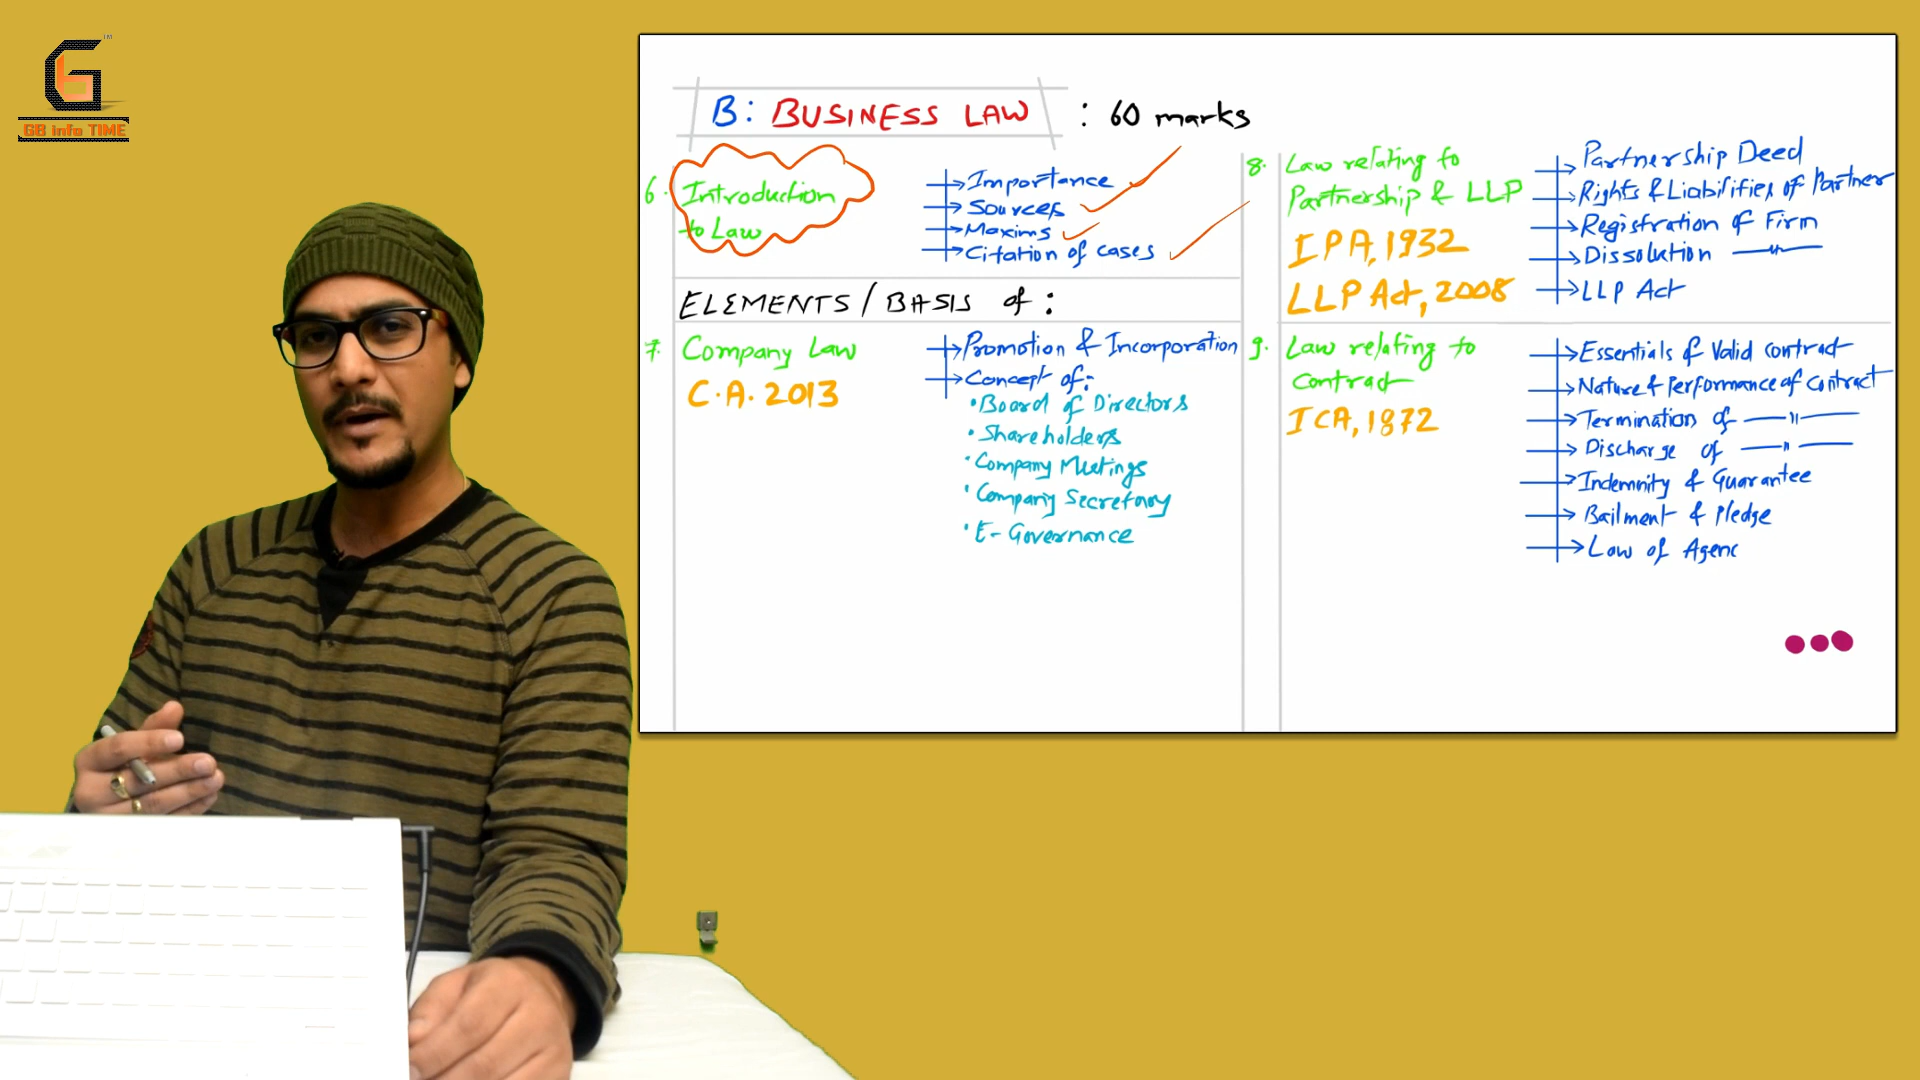 GB info TIME
TM
B: BUSINESS LAW : 60 marks
6. Introduction
to Law
Importance
Sources
Maxims
Citation of cases
ELEMENTS / BASIS of :
7. Company Law
C.A. 2013
Promotion & Incorporation
Concept of:
• Board of Directors
• Shareholders
• Company Meetings
• Company Secretary
• E-Governance
8. Law relating to
Partnership & LLP
IPA, 1932
LLP Act, 2008
Partnership Deed
Rights & Liabilities of Partner
Registration of Firm
Dissolution —"—
LLP Act
9. Law relating to
Contract
ICA, 1872
Essentials of Valid contract
Nature & Performance of contract
Termination of —"—
Discharge of —"—
Indemnity & Guarantee
Bailment & Pledge
Law of Agenc